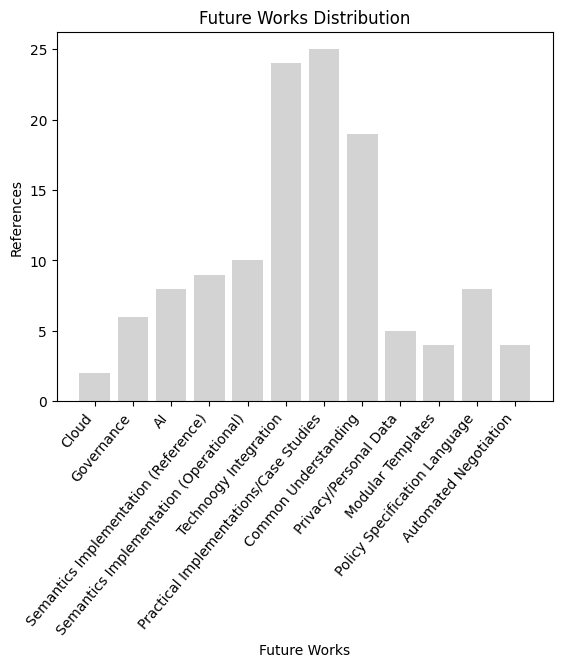 Future Works Distribution
References
25
20
15
10
5
0
Cloud
Governance
AI
Semantics Implementation (Reference)
Semantics Implementation (Operational)
Technoogy Integration
Practical Implementations/Case Studies
Common Understanding
Privacy/Personal Data
Modular Templates
Policy Specification Language
Automated Negotiation
Future Works